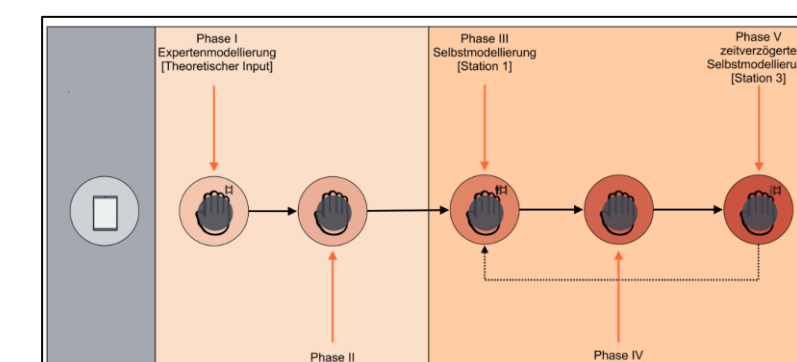 Phase I
Expertenmodellierung
[Theoretischer Input]
Phase III
Selbstmodellierung
[Station 1]
Phase V
zeitverzögerte
[Station 3]
Phase II
Phase IV